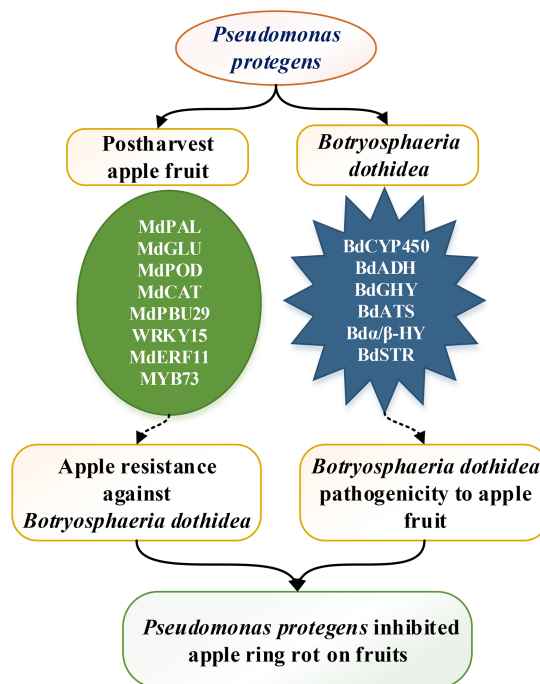 Pseudomonas
protegens
Postharvest
apple fruit
Botryosphaeria
dothidea
MdPAL
MdGLU
MdPOD
MdCAT
MdPBU29
WRKY15
MdERF11
MYB73
BdCYP450
BdADH
BdGHY
BdATS
Bdα/β-HY
BdSTR
Apple resistance
against
Botryosphaeria dothidea
Botryosphaeria dothidea
pathogenicity to apple
fruit
Pseudomonas protegens inhibited
apple ring rot on fruits